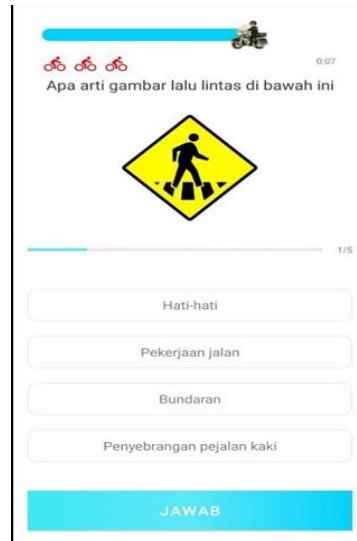 0:07
Apa arti gambar lalu lintas di bawah ini
1/5
Hati-hati
Pekerjaan jalan
Bundaran
Penyebrangan pejalan kaki
JAWAB